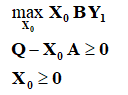 max X₀ B Y₁
X₀
Q − X₀ A ≥ 0
X₀ ≥ 0